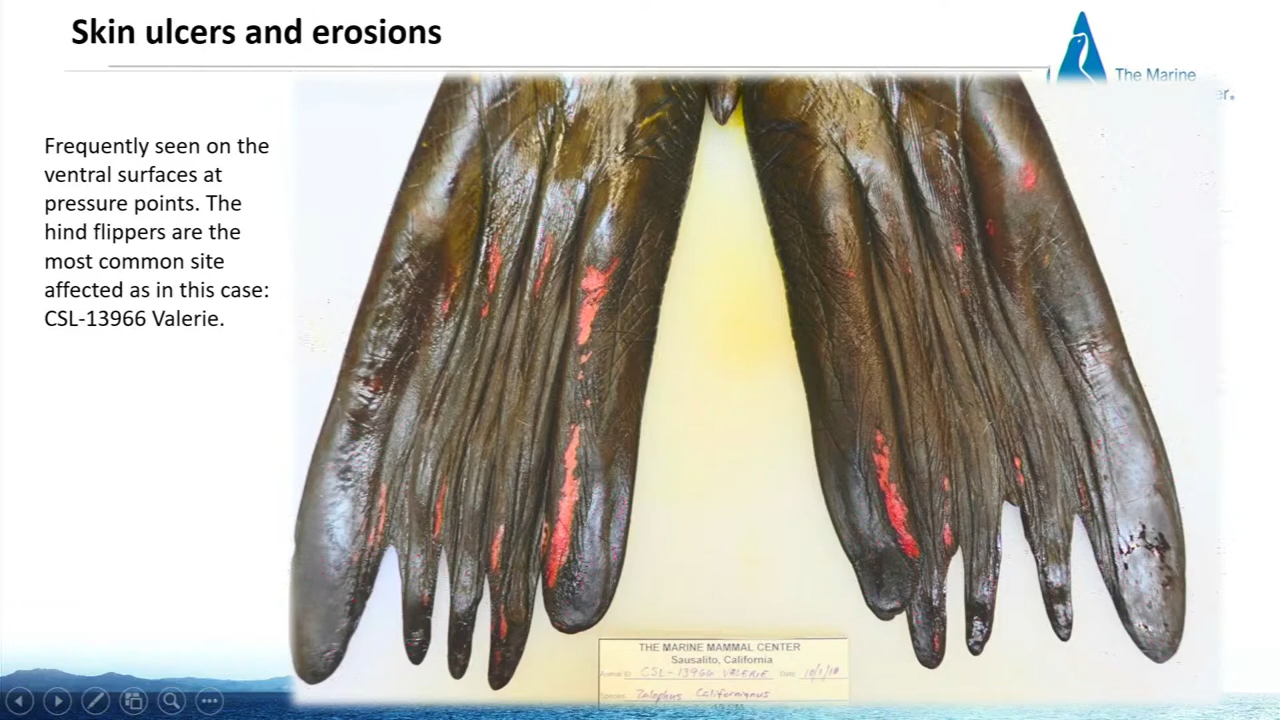 Skin ulcers and erosions
The Marine
er®
Frequently seen on the
ventral surfaces at
pressure points. The
hind flippers are the
most common site
affected as in this case:
CSL-13966 Valerie.
THE MARINE MAMMAL CENTER
Sausalito, California
Animal ID CSL-13966 VALERIE Date 10/1/18
Species Zalophus Californianus